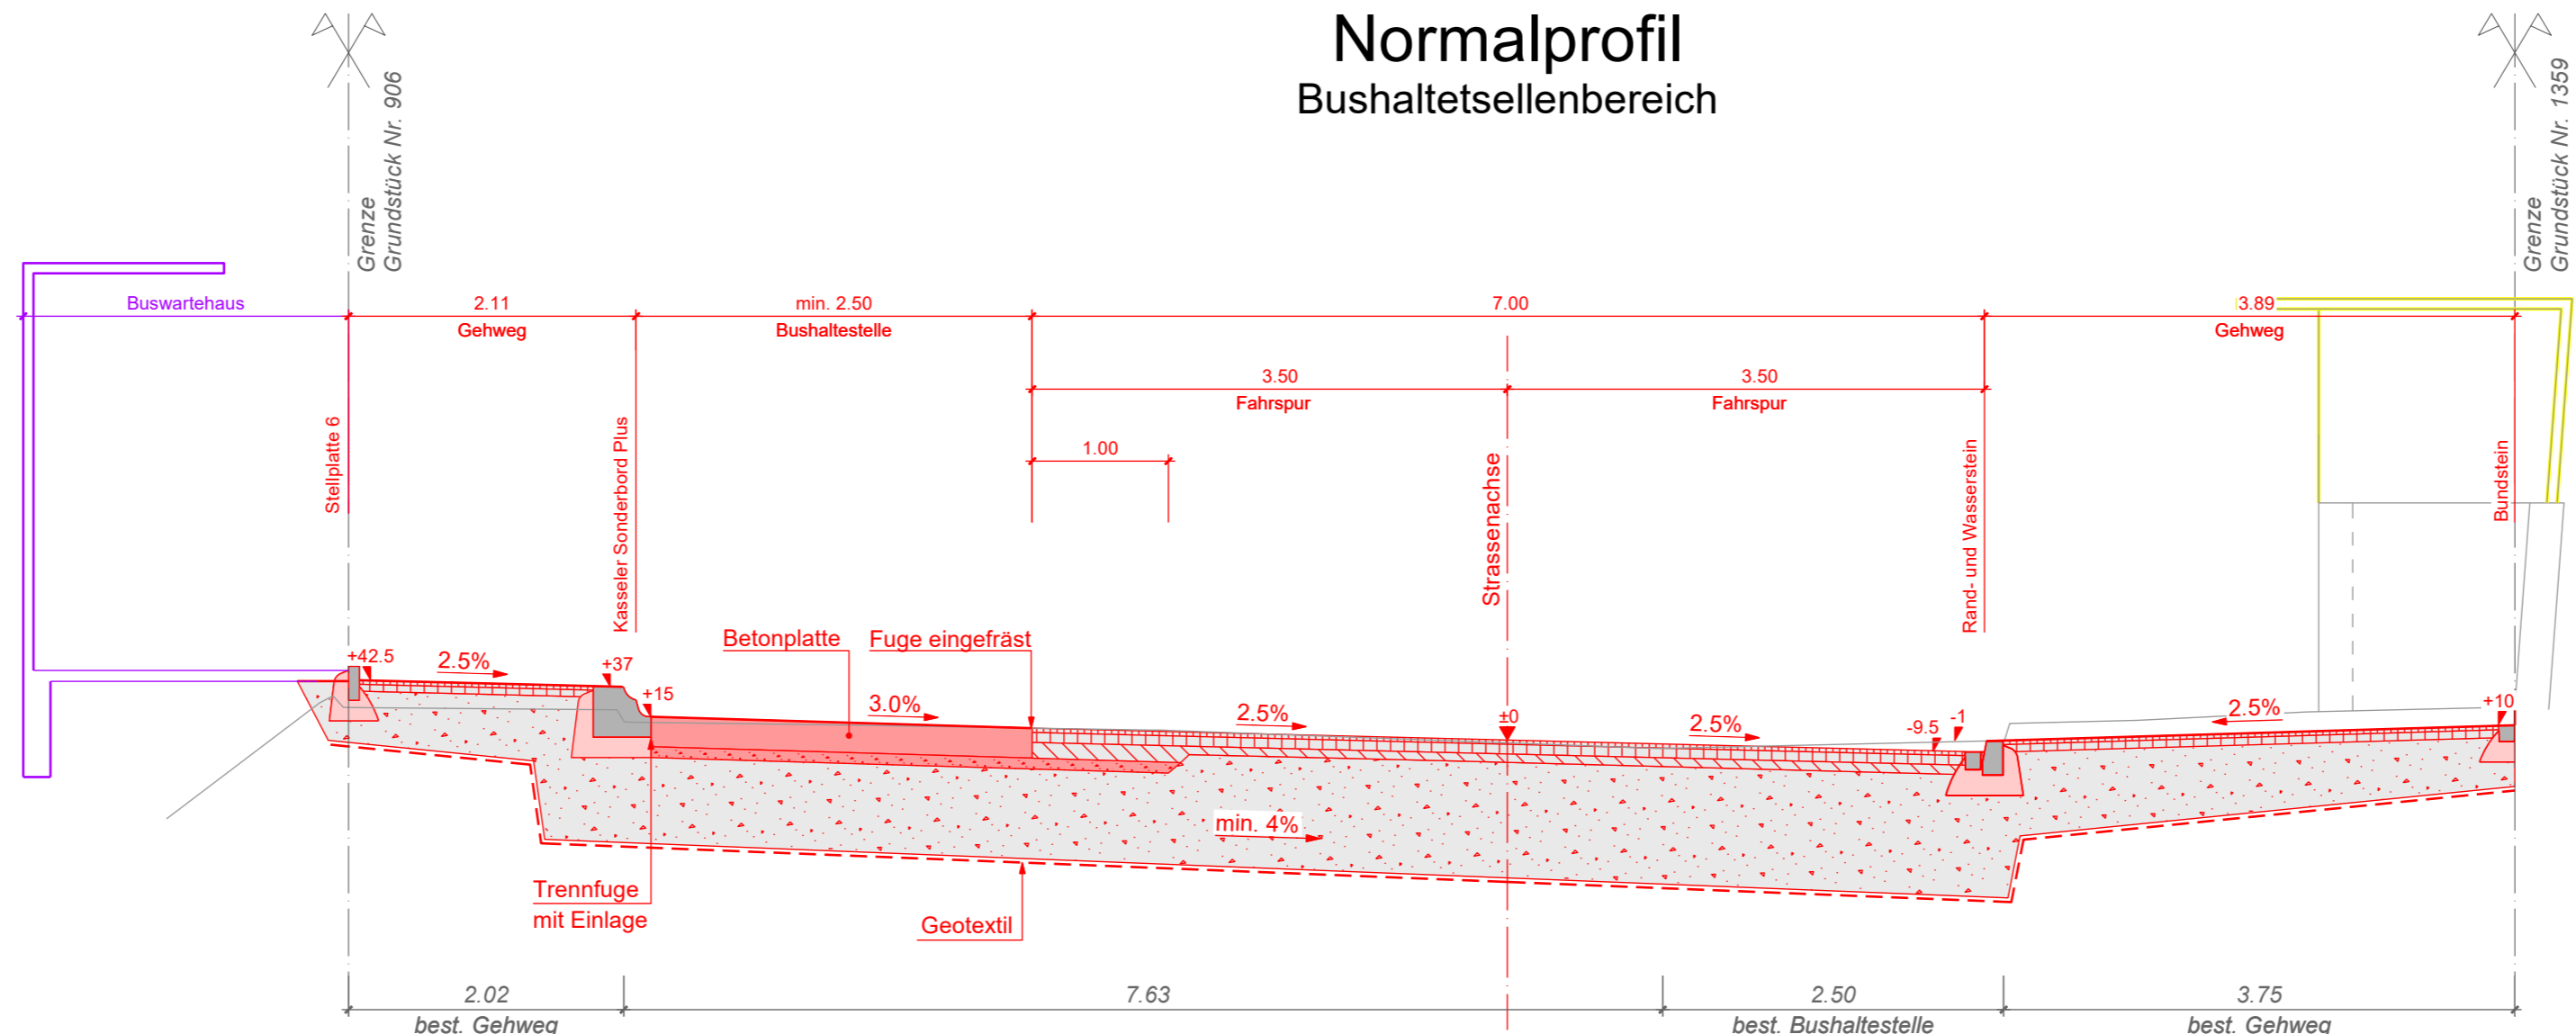 Normalprofil
Bushaltetsellenbereich
Grenze
Grundstück Nr. 906
Grenze
Grundstück Nr. 1359
Buswartehaus
2.11
Gehweg
min. 2.50
Bushaltestelle
7.00
3.89
Gehweg
3.50
Fahrspur
3.50
Fahrspur
1.00
Stellplatte 6
Kasseler Sonderbord Plus
Strassenachse
Rand- und Wasserstein
Bundstein
Betonplatte
Fuge eingefräst
+42.5
2.5%
+37
+15
3.0%
2.5%
±0
2.5%
-9.5
-1
2.5%
+10
min. 4%
Trennfuge
mit Einlage
Geotextil
2.02
best. Gehweg
7.63
2.50
best. Bushaltestelle
3.75
best. Gehweg